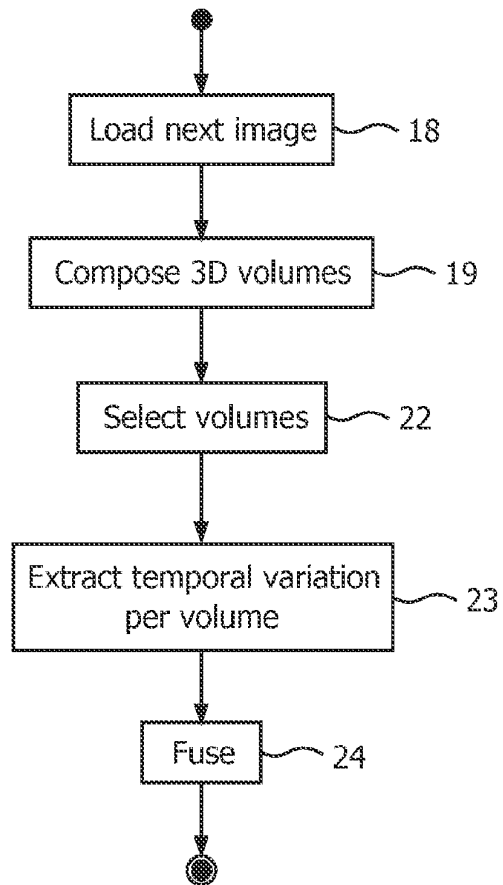 Load next image
18
Compose 3D volumes
19
Select volumes
22
Extract temporal variation
per volume
23
Fuse
24